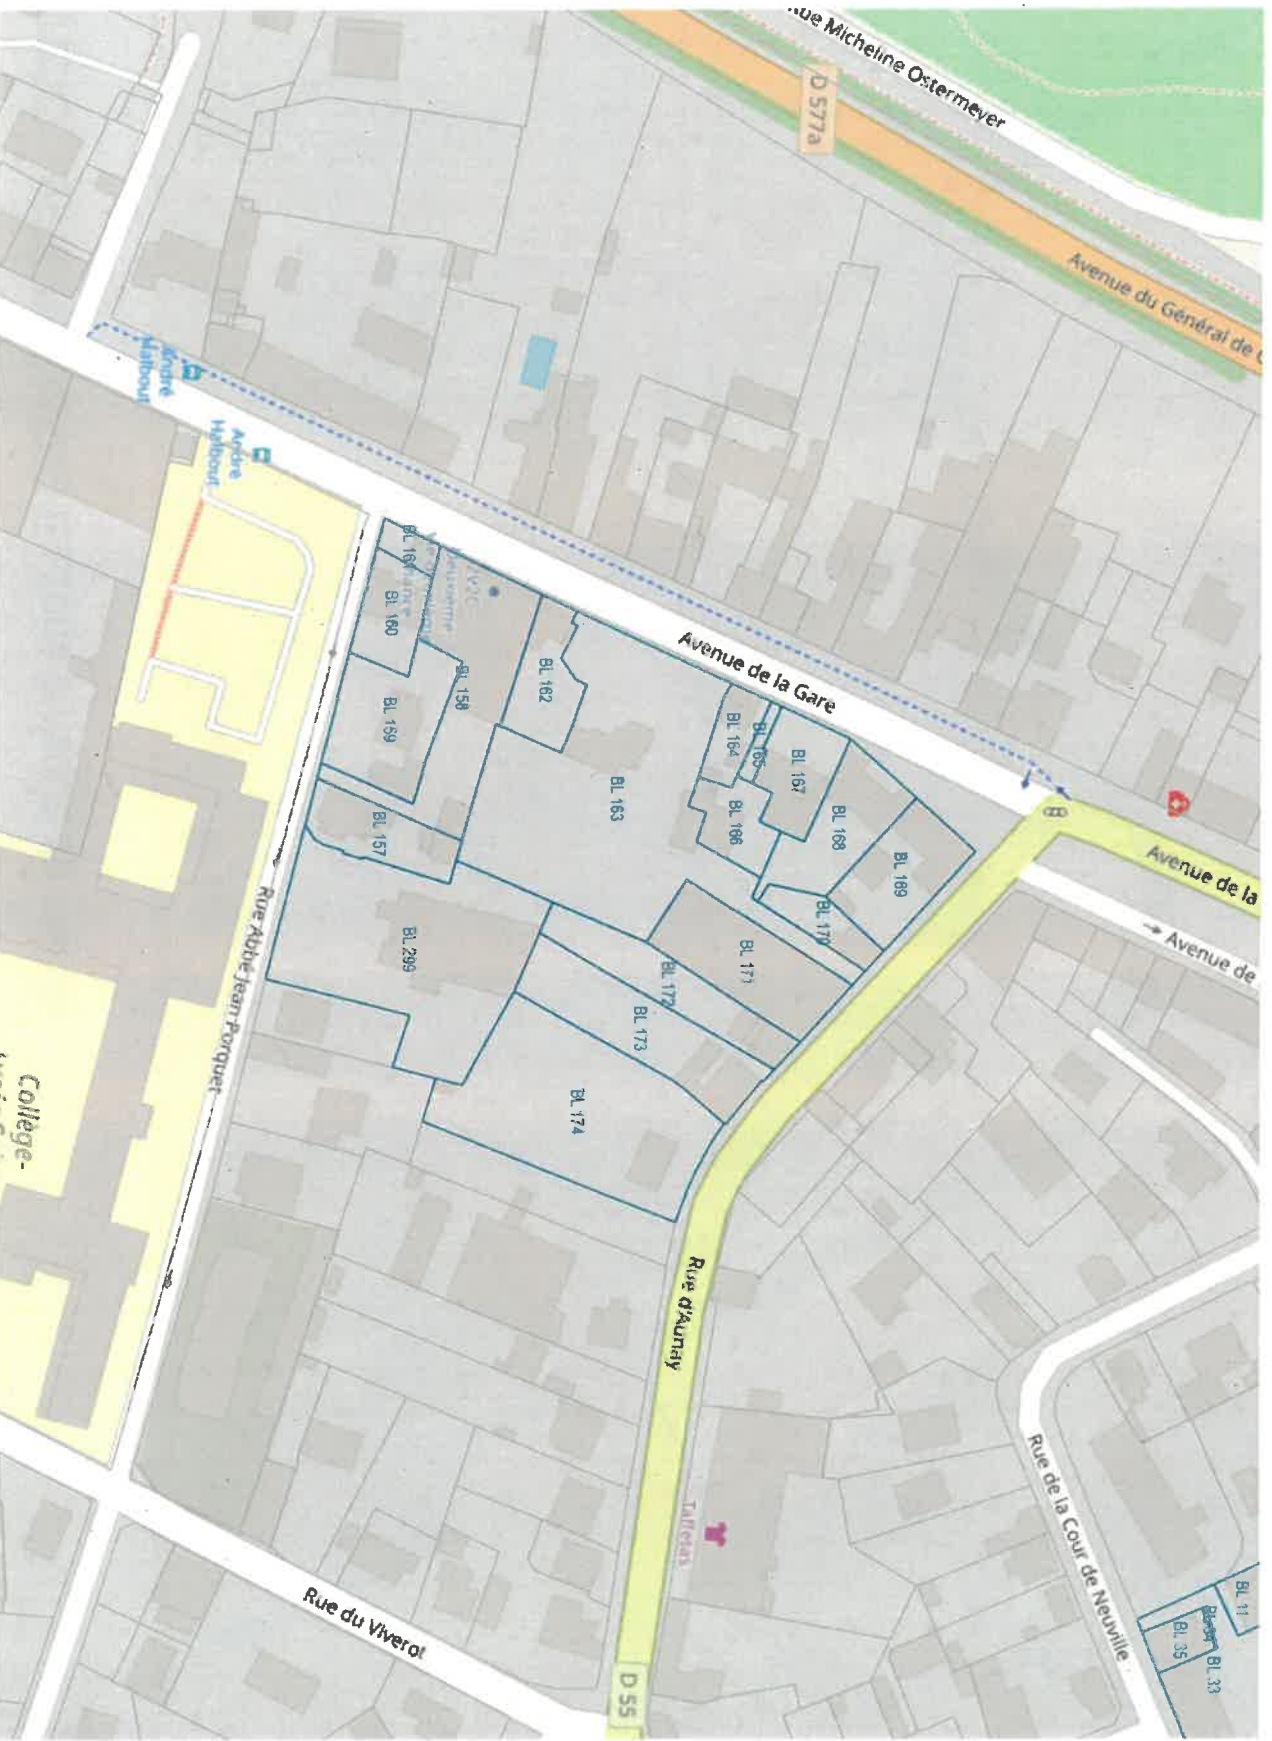 Rue Micheline Ostermeyer
D 577a
Avenue du Général de
Avenue de la
Avenue de
André
Halbout
André
Halbout
Avenue de la Gare
BL 161
BL 160
BL 158
BL 159
BL 162
BL 157
BL 163
BL 164
BL 165
BL 166
BL 167
BL 168
BL 169
BL 170
BL 171
BL 172
BL 173
BL 174
BL 299
Rue Abbé Jean Porquet
Collège-
Rue d'Aunay
Taffetas
D 55
Rue du Viverot
Rue de la Cour de Neuville
BL 11
BL 33
BL 35